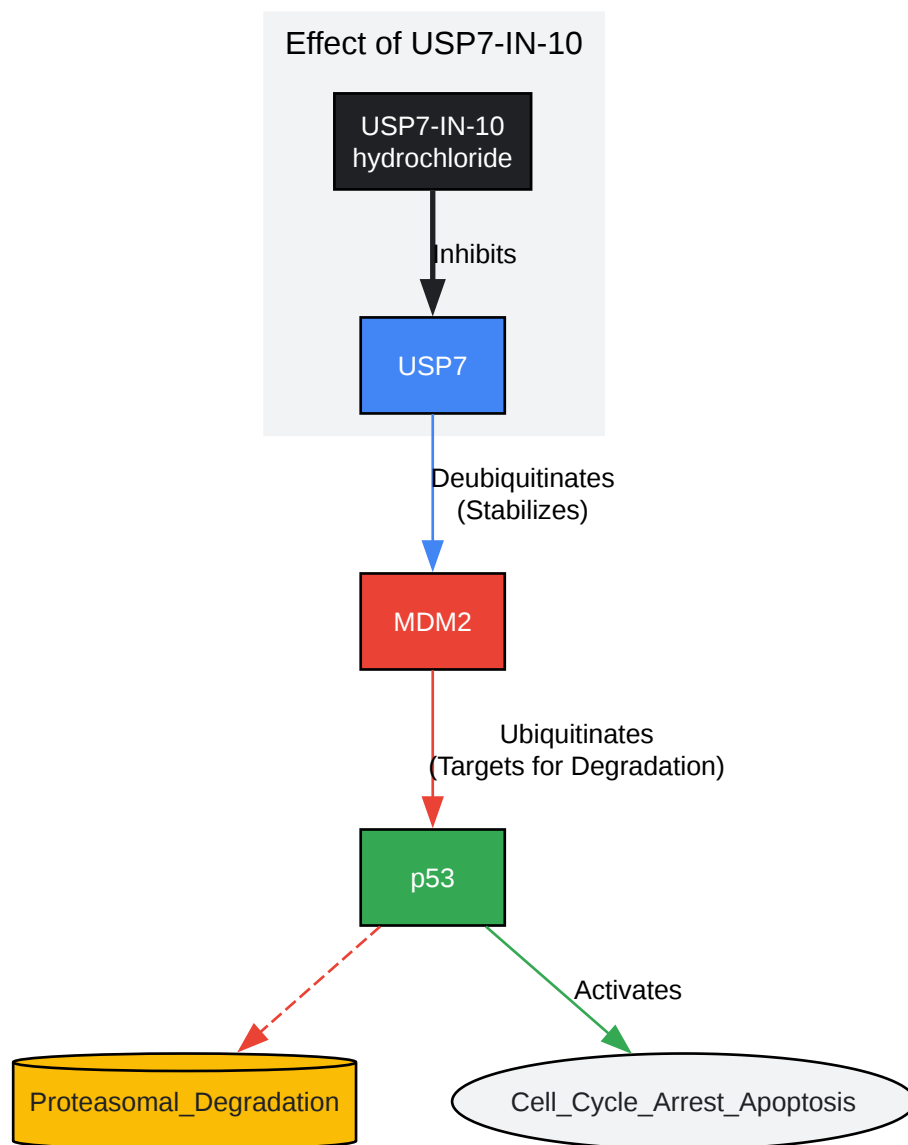 Effect of USP7-IN-10
USP7-IN-10
hydrochloride
Inhibits
USP7
Deubiquitinates
(Stabilizes)
MDM2
Ubiquitinates
(Targets for Degradation)
p53
Activates
Proteasomal_Degradation
Cell_Cycle_Arrest_Apoptosis